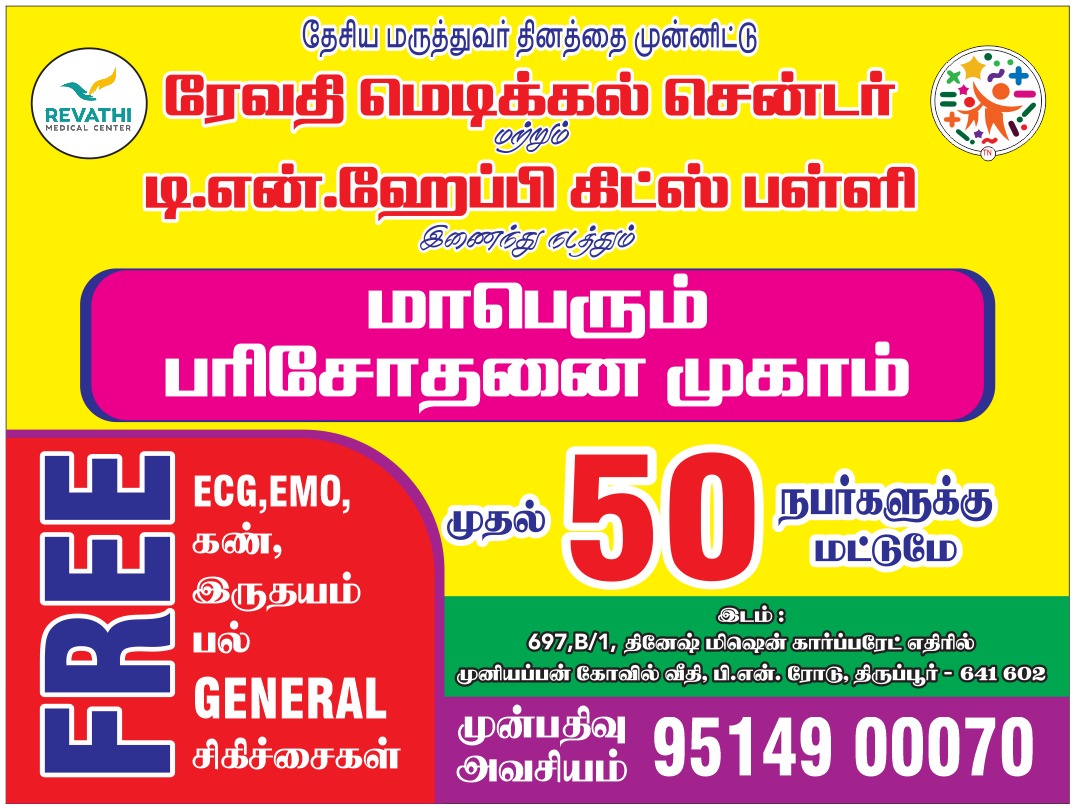 தேசிய மருத்துவர் தினத்தை முன்னிட்டு
REVATHI
MEDICAL CENTER
ரேவதி மெடிக்கல் செண்டர்
மற்றும்
டி.என்.ஹேப்பி கிட்ஸ் பள்ளி
TN
இணைந்து நடத்தும்
மாபெரும்
பரிசோதனை முகாம்
FREE
ECG,EMO,
கண்,
இருதயம்
பல்
GENERAL
சிகிச்சைகள்
முதல் 50 நபர்களுக்கு
மட்டுமே
இடம் :
697,B/1, தினேஷ் மிஷென் கார்ப்பரேட் எதிரில்
முனியப்பன் கோவில் வீதி, பி.என். ரோடு, திருப்பூர் - 641 602
முன்பதிவு
அவசியம்
95149 00070